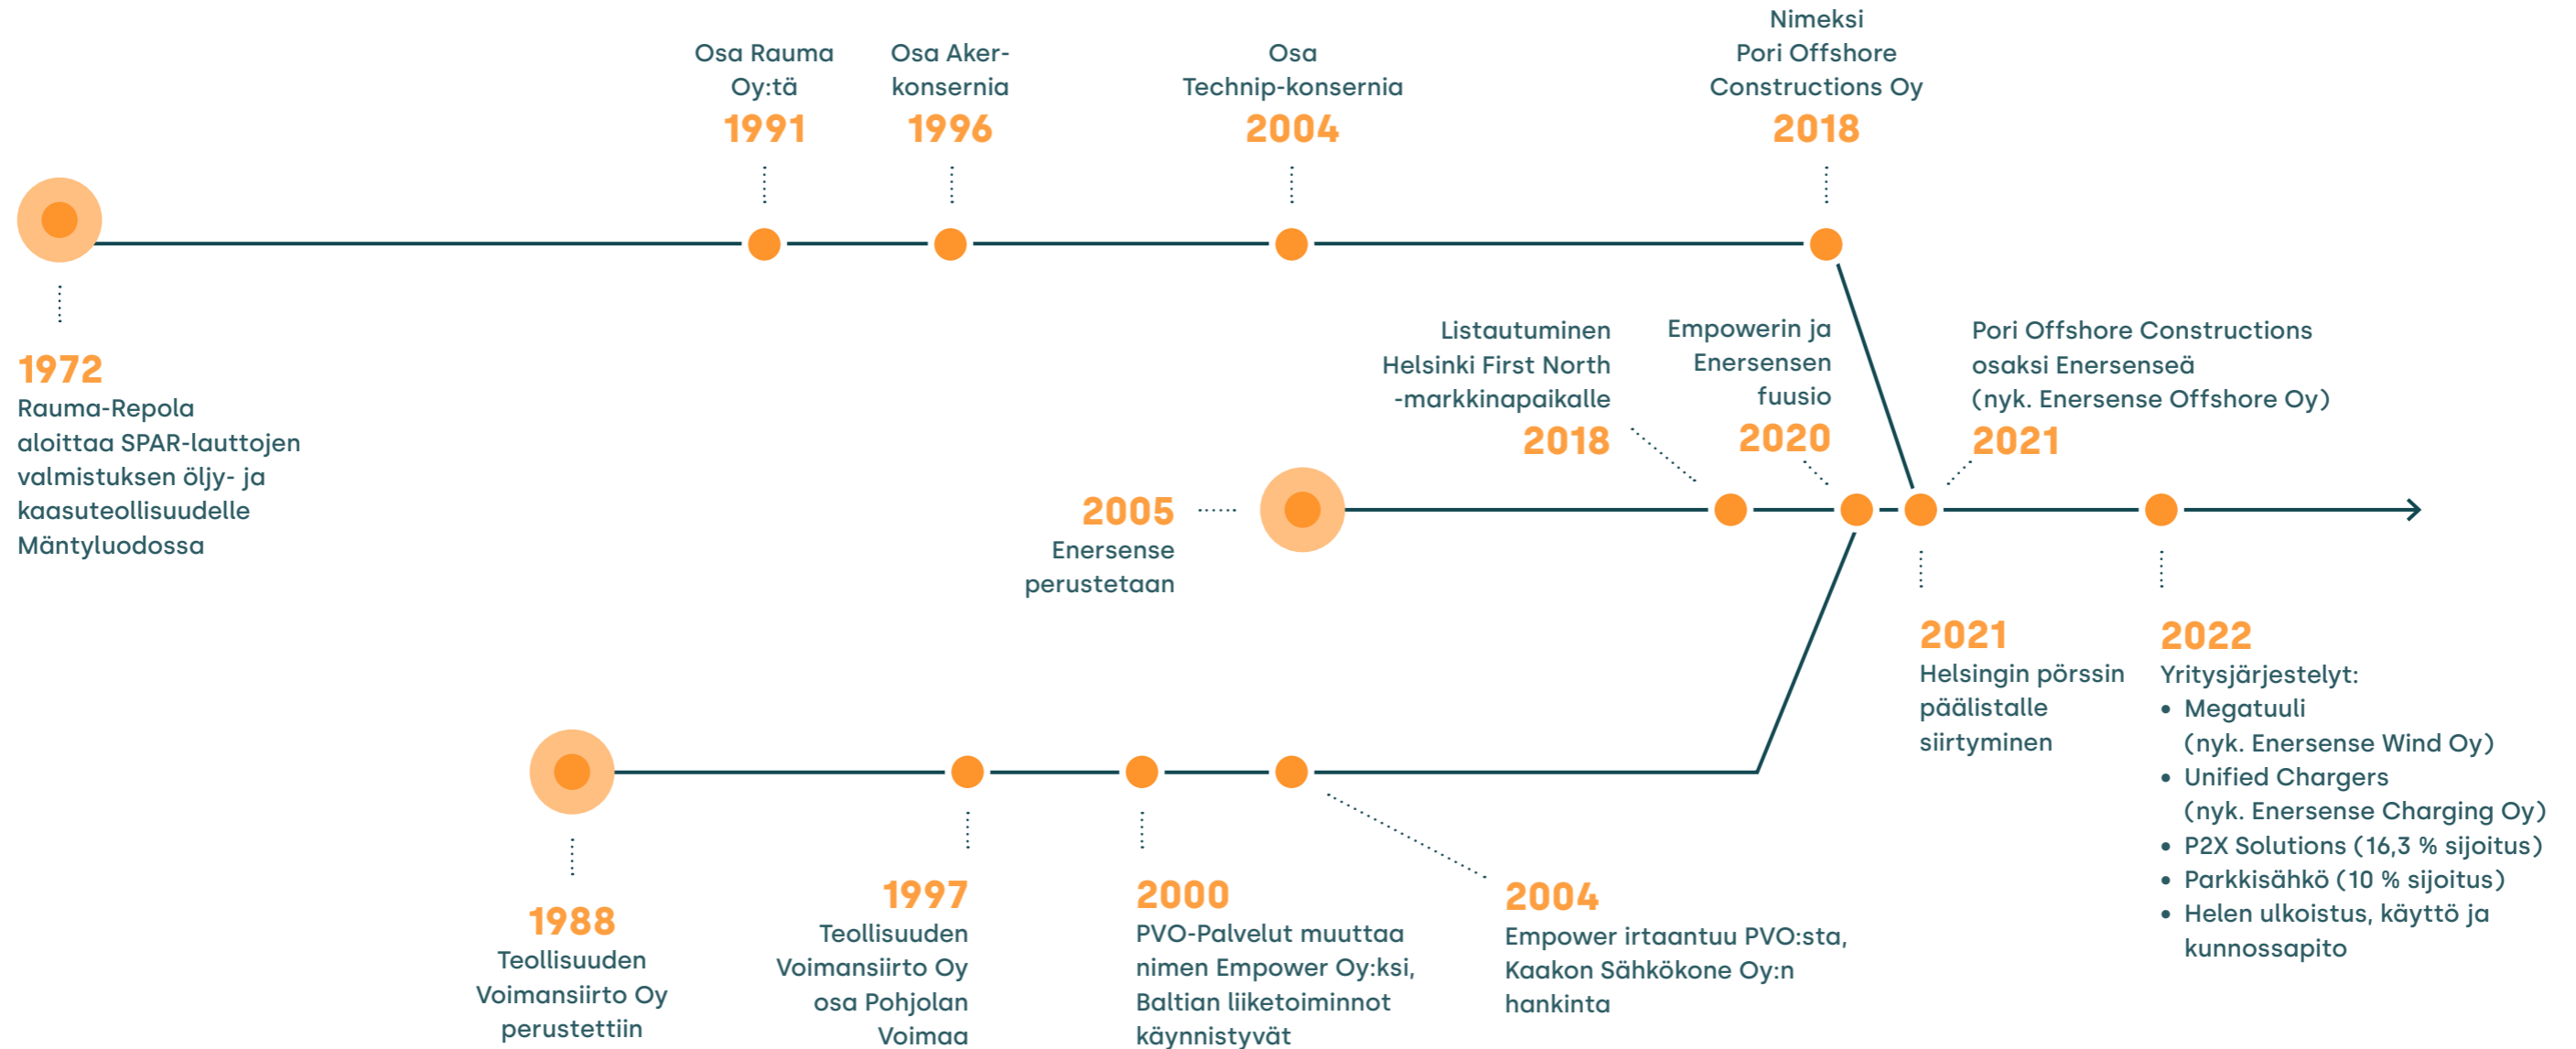 Osa Rauma
Oy:tä
1991
Osa Aker-
konsernia
1996
Osa
Technip-konsernia
2004
Nimeksi
Pori Offshore
Constructions Oy
2018
1972
Rauma-Repola
aloittaa SPAR-lauttojen
valmistuksen öljy- ja
kaasuteollisuudelle
Mäntyluodossa
Listautuminen
Helsinki First North
-markkinapaikalle
2018
Empowerin ja
Enersensen
fuusio
2020
Pori Offshore Constructions
osaksi Enersenseä
(nyk. Enersense Offshore Oy)
2021
2005
Enersense
perustetaan
2021
Helsingin pörssin
päälistalle
siirtyminen
2022
Yritysjärjestelyt:
• Megatuuli
(nyk. Enersense Wind Oy)
• Unified Chargers
(nyk. Enersense Charging Oy)
• P2X Solutions (16,3 % sijoitus)
• Parkkisähkö (10 % sijoitus)
• Helen ulkoistus, käyttö ja
kunnossapito
1988
Teollisuuden
Voimansiirto Oy
perustettiin
1997
Teollisuuden
Voimansiirto Oy
osa Pohjolan
Voimaa
2000
PVO-Palvelut muuttaa
nimen Empower Oy:ksi,
Baltian liiketoiminnot
käynnistyvät
2004
Empower irtaantuu PVO:sta,
Kaakon Sähkökone Oy:n
hankinta